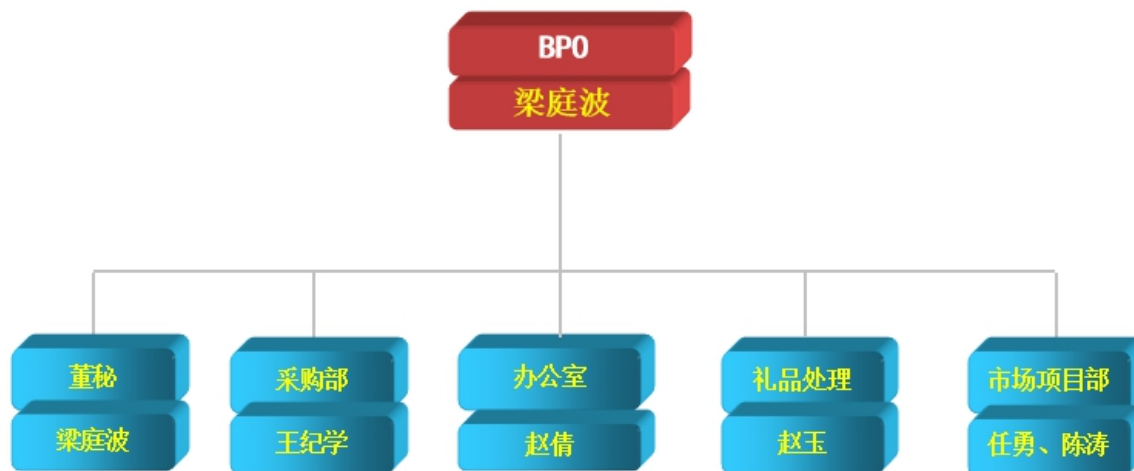 BPO
梁庭波
董秘
采购部
办公室
礼品处理
市场项目部
梁庭波
王纪学
赵倩
赵玉
任勇、陈涛